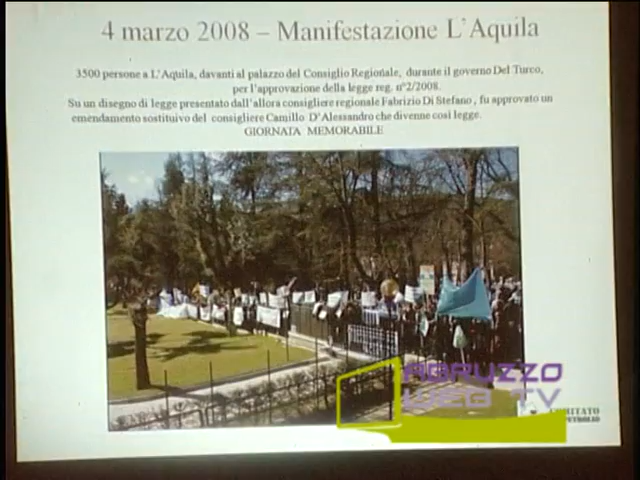 4 marzo 2008 – Manifestazione L'Aquila
3500 persone a L'Aquila, davanti al palazzo del Consiglio Regionale, durante il governo Del Turco,
per l'approvazione della legge reg. n°2/2008.
Su un disegno di legge presentato dall'allora consigliere regionale Fabrizio Di Stefano, fu approvato un
emendamento sostitutivo del consigliere Camillo D'Alessandro che divenne così legge.
GIORNATA MEMORABILE
ABRUZZO
WEB TV
COMITATO
PETROLIO